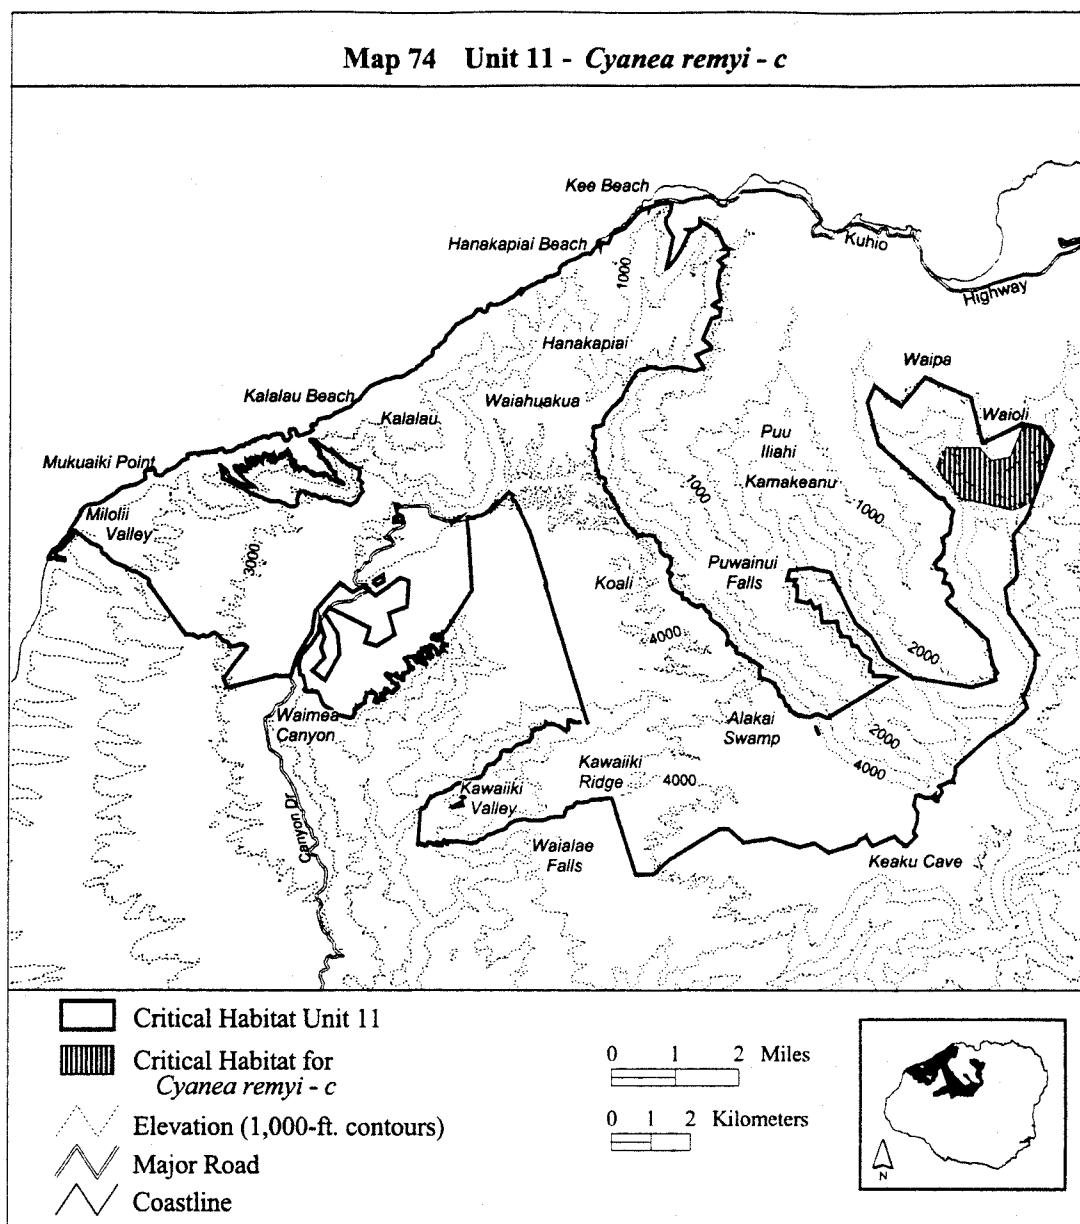 Map 74 Unit 11 - Cyanea remyi - c
Kee Beach
Hanakapiai Beach
Kuhio
Highway
1000
Hanakapiai
Waipa
Kalalau Beach
Waiahuakua
Kalalau
Waioli
Puu
Iliahi
Mukuaiki Point
Kamakeanu
1000
1000
Milolii
Valley
3000
Puwainui
Falls
Koali
4000
2000
Waimea
Canyon
Alakai
Swamp
2000
4000
Kawaiiki
Ridge
4000
Kawaiiki
Valley
Canyon Dr
Waialae
Falls
Keaku Cave
Critical Habitat Unit 11
Critical Habitat for
Cyanea remyi - c
Elevation (1,000-ft. contours)
Major Road
Coastline
0 1 2 Miles
0 1 2 Kilometers
N